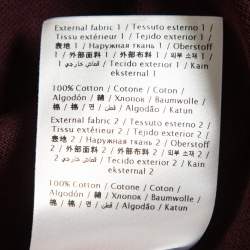 External fabric 1 / Tessuto esterno 1 /
Tissu extérieur 1 / Tejido exterior 1 /
表地 1 / Наружная ткань 1 / Oberstoff
1 / 外部面料 1 / 外部面料 1 / 외부 소재 1 /
قماش خارجي 1 / Tecido exterior 1 / Kain
eksternal 1
100% Cotton / Cotone / Coton /
Algodón / 綿 / Хлопок / Baumwolle /
棉 / 棉 / 면 / قطن / Algodão / Katun
External fabric 2 / Tessuto esterno 2 /
Tissu extérieur 2 / Tejido exterior 2 /
表地 2 / Наружная ткань 2 / Oberstoff
2 / 外部面料 2 / 外部面料 2 / 외부 소재 2
/ قماش خارجي 2 / Tecido exterior 2 / Kain
eksternal 2
100% Cotton / Cotone / Coton /
Algodón / 綿 / Хлопок / Baumwolle /
棉 / 棉 / 면 / قطن / Algodão / Katun